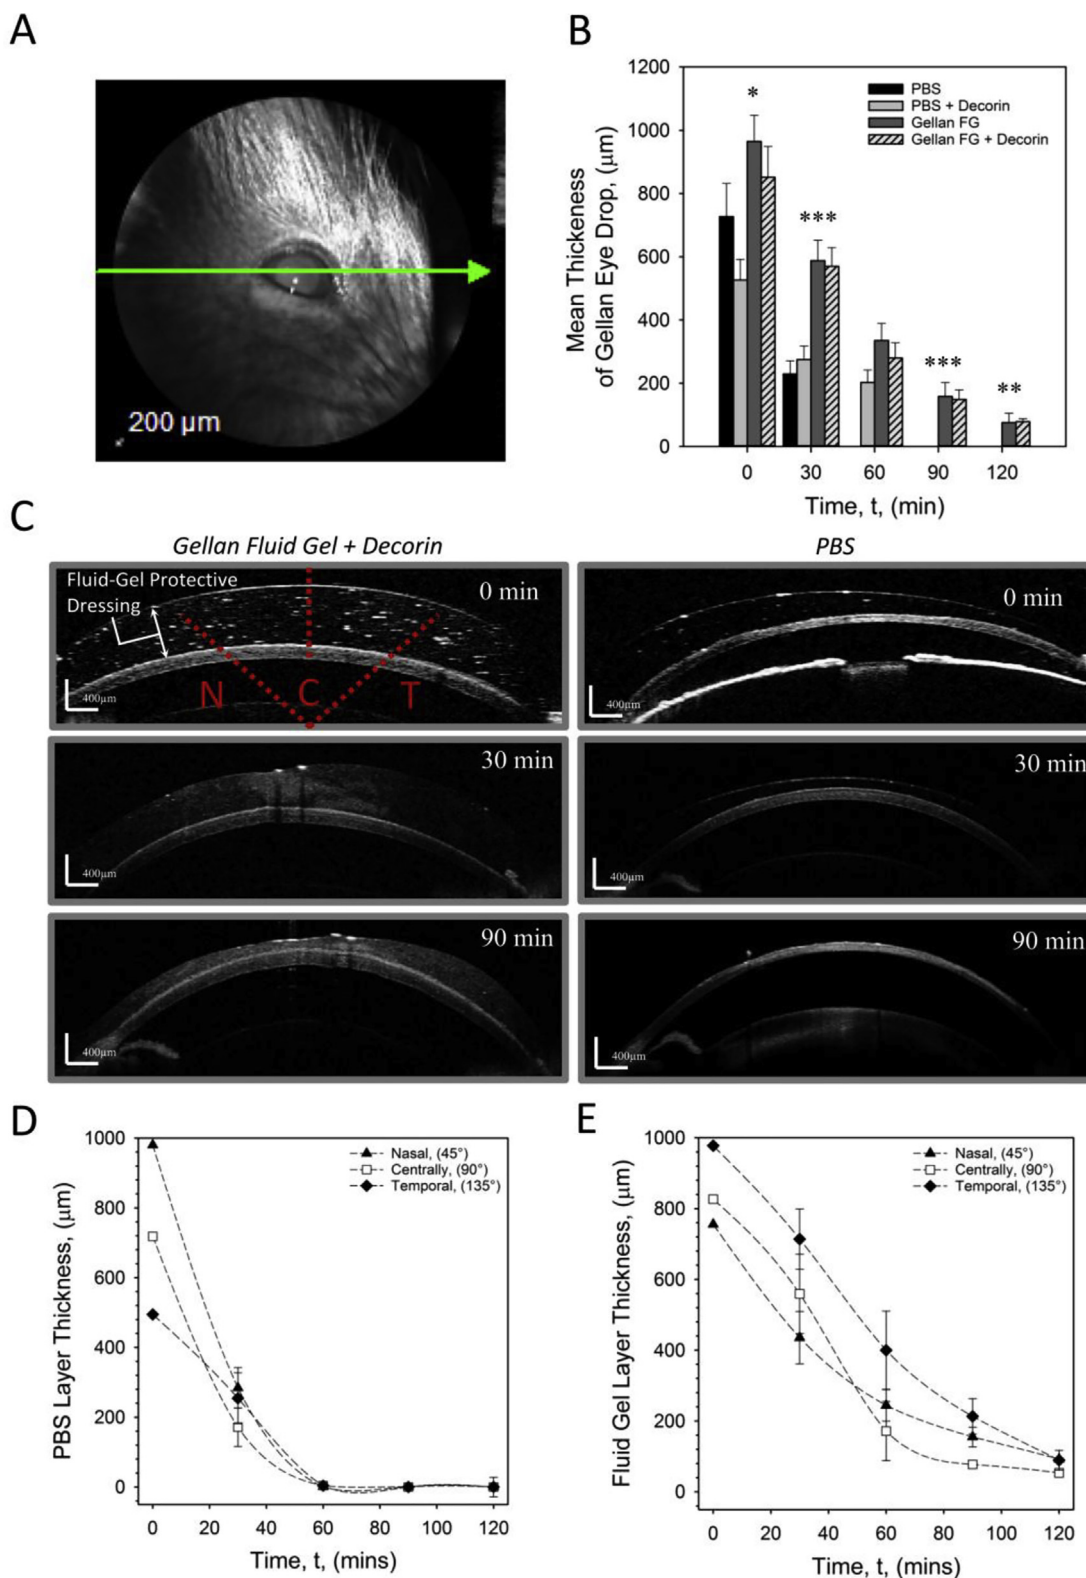 A
200 µm
B
1200
1000
800
600
400
200
0
Mean Thickeness
of Gellan Eye Drop, (µm)
PBS
PBS + Decorin
Gellan FG
Gellan FG + Decorin
*
***
***
**
0 30 60 90 120
Time, t, (min)
C
Gellan Fluid Gel + Decorin
PBS
Fluid-Gel Protective
Dressing
0 min
N C T
400µm
0 min
400µm
30 min
400µm
30 min
400µm
90 min
400µm
90 min
400µm
D
1000
800
600
400
200
0
PBS Layer Thickness, (µm)
Nasal, (45°)
Centrally, (90°)
Temporal, (135°)
0 20 40 60 80 100 120
Time, t, (mins)
E
1000
800
600
400
200
0
Fluid Gel Layer Thickness, (µm)
Nasal, (45°)
Centrally, (90°)
Temporal, (135°)
0 20 40 60 80 100 120
Time, t, (mins)